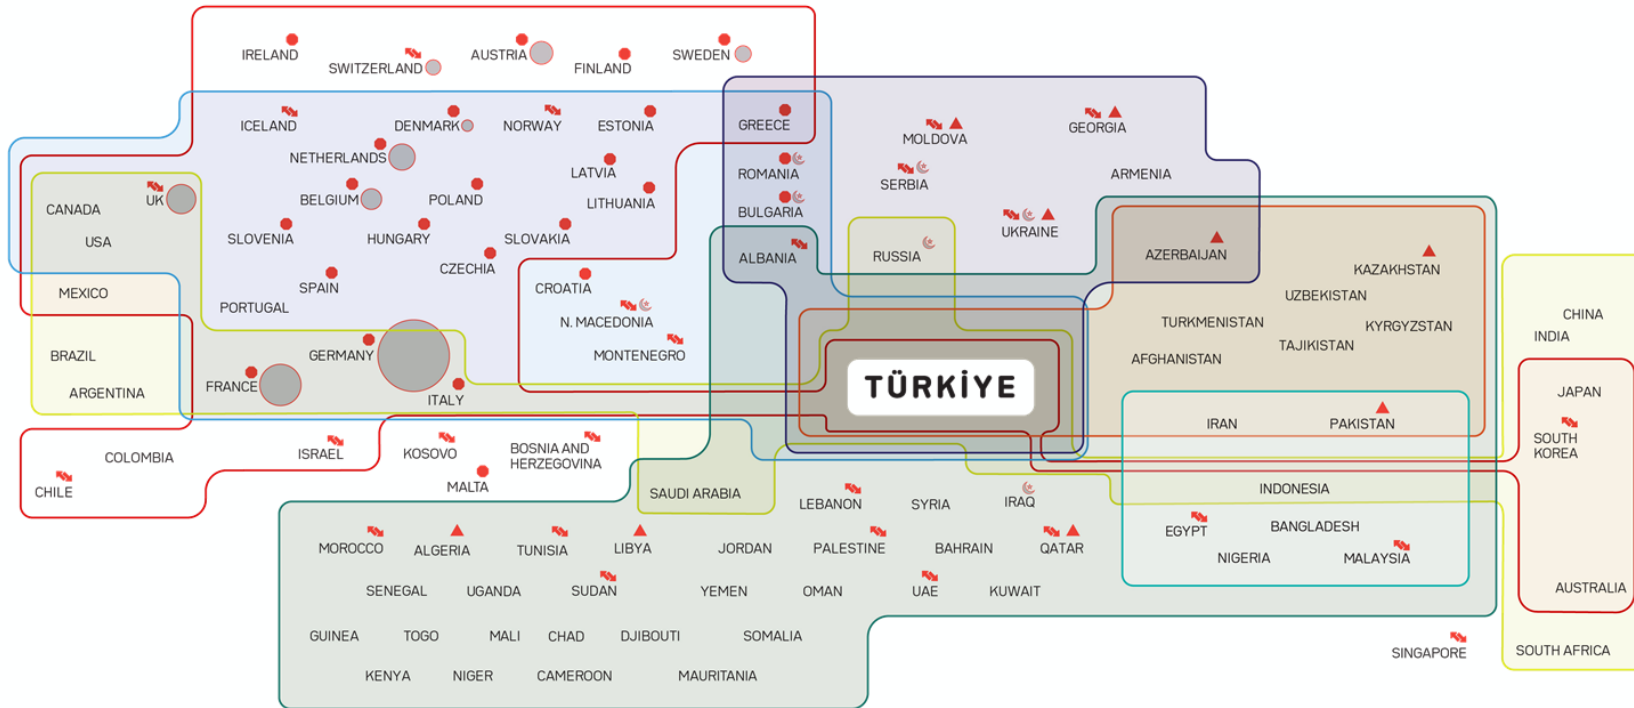 IRELAND
SWITZERLAND
AUSTRIA
FINLAND
SWEDEN
ICELAND
DENMARK
NORWAY
ESTONIA
GREECE
MOLDOVA
GEORGIA
NETHERLANDS
LATVIA
ROMANIA
SERBIA
ARMENIA
CANADA
UK
BELGIUM
POLAND
LITHUANIA
BULGARIA
USA
SLOVENIA
HUNGARY
SLOVAKIA
UKRAINE
CZECHIA
ALBANIA
RUSSIA
AZERBAIJAN
KAZAKHSTAN
MEXICO
SPAIN
CROATIA
UZBEKISTAN
PORTUGAL
N. MACEDONIA
TURKMENISTAN
KYRGYZSTAN
CHINA
INDIA
BRAZIL
GERMANY
MONTENEGRO
TAJIKISTAN
AFGHANISTAN
ARGENTINA
FRANCE
ITALY
TÜRKİYE
JAPAN
IRAN
PAKISTAN
COLOMBIA
ISRAEL
KOSOVO
BOSNIA AND
HERZEGOVINA
SOUTH
KOREA
CHILE
MALTA
SAUDI ARABIA
LEBANON
SYRIA
IRAQ
INDONESIA
EGYPT
BANGLADESH
MOROCCO
ALGERIA
TUNISIA
LIBYA
JORDAN
PALESTINE
BAHRAIN
QATAR
NIGERIA
MALAYSIA
SENEGAL
UGANDA
SUDAN
YEMEN
OMAN
UAE
KUWAIT
AUSTRALIA
GUINEA
TOGO
MALI
CHAD
DJIBOUTI
SOMALIA
SINGAPORE
SOUTH AFRICA
KENYA
NIGER
CAMEROON
MAURITANIA